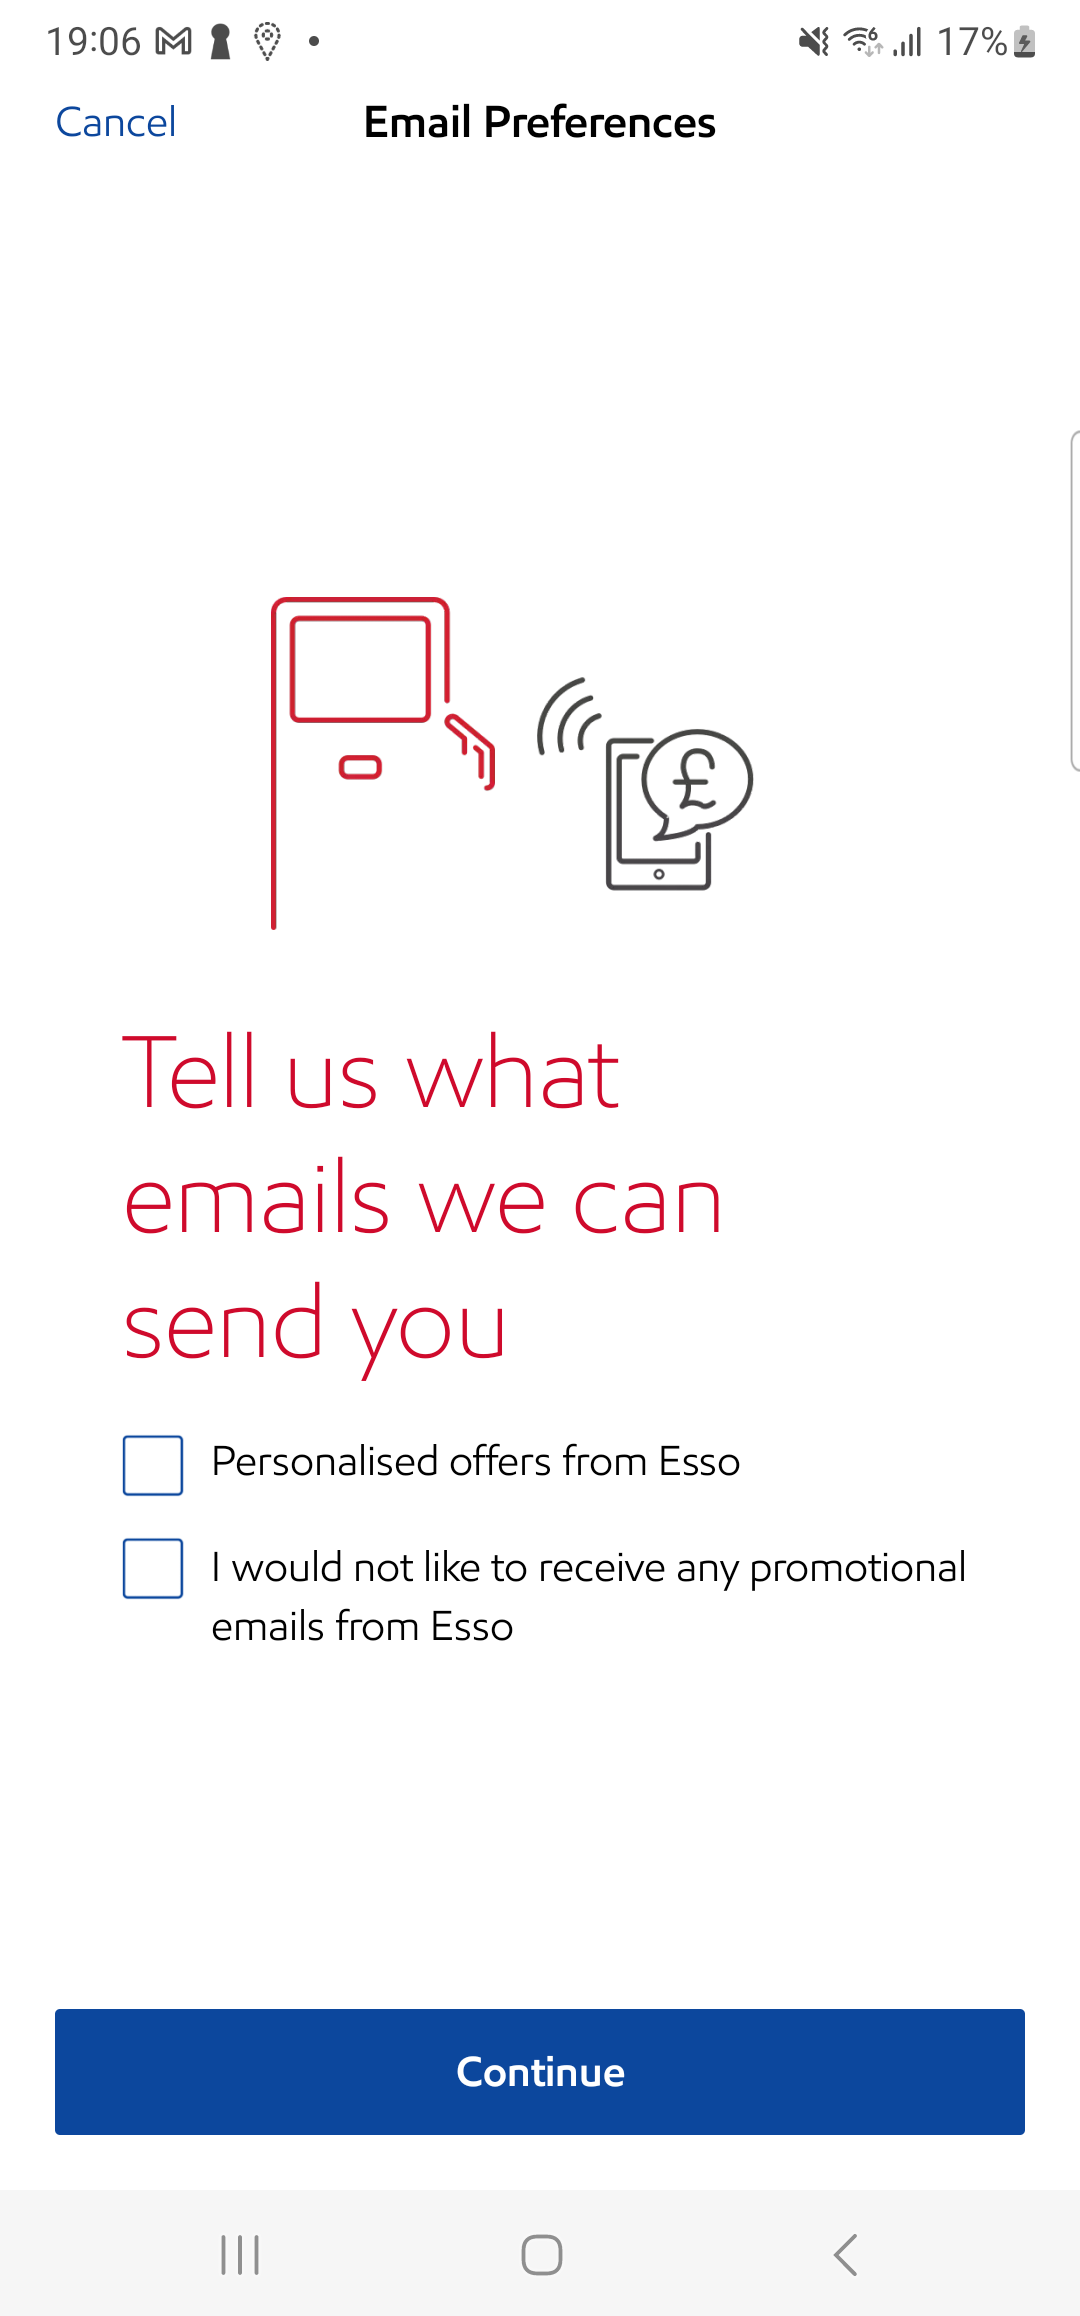 19:06 17%
Cancel Email Preferences
£
Tell us what
emails we can
send you
Personalised offers from Esso
I would not like to receive any promotional
emails from Esso
Continue